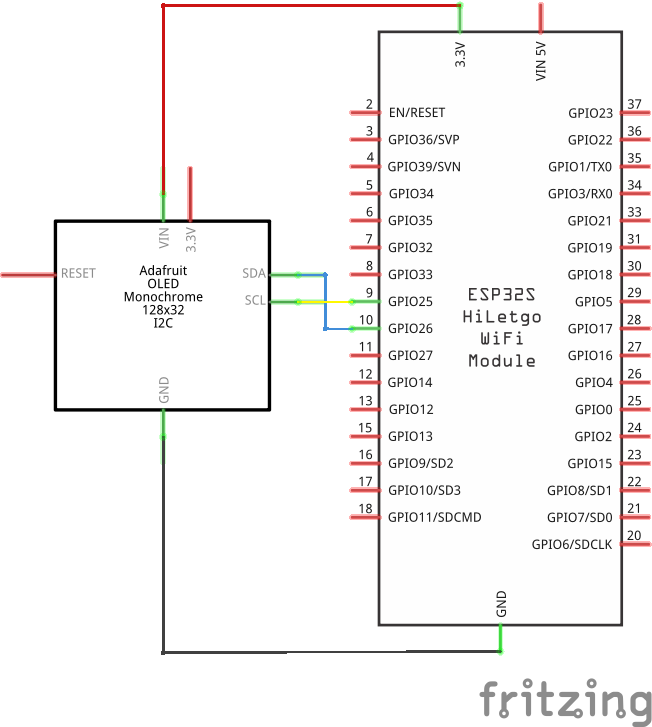 3.3V
VIN 5V
2 EN/RESET
3 GPIO36/SVP
4 GPIO39/SVN
5 GPIO34
6 GPIO35
7 GPIO32
8 GPIO33
9 GPIO25
10 GPIO26
11 GPIO27
12 GPIO14
13 GPIO12
15 GPIO13
16 GPIO9/SD2
17 GPIO10/SD3
18 GPIO11/SDCMD
GPIO23 37
GPIO22 36
GPIO1/TX0 35
GPIO3/RX0 34
GPIO21 33
GPIO19 31
GPIO18 30
GPIO5 29
GPIO17 28
GPIO16 27
GPIO4 26
GPIO0 25
GPIO2 24
GPIO15 23
GPIO8/SD1 22
GPIO7/SD0 21
GPIO6/SDCLK 20
ESP32S
HiLetgo
WiFi
Module
GND
VIN
3.3V
RESET
Adafruit
OLED
Monochrome
128x32
I2C
SDA
SCL
GND
fritzing